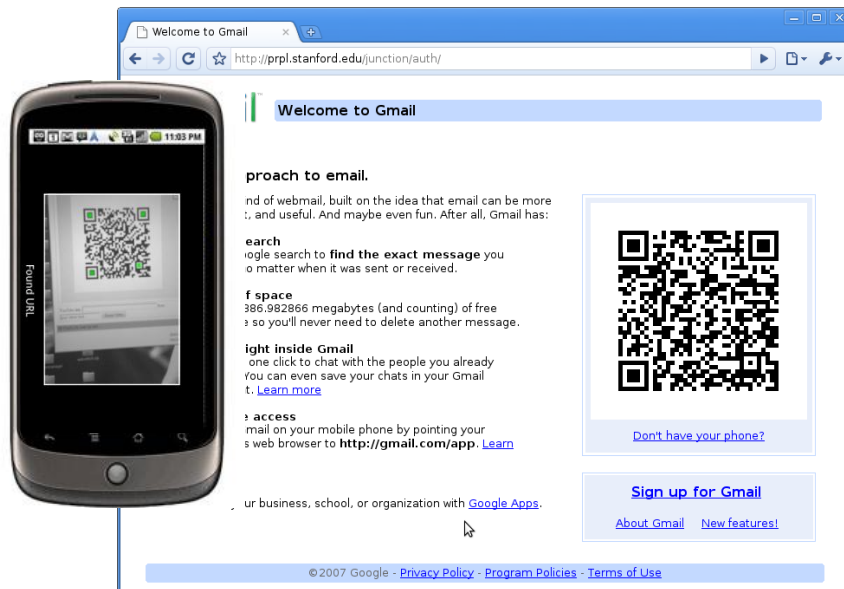 Welcome to Gmail
http://prpl.stanford.edu/junction/auth/
Welcome to Gmail
11:03 PM
Found URL
proach to email.
nd of webmail, built on the idea that email can be more
, and useful. And maybe even fun. After all, Gmail has:
earch
ogle search to find the exact message you
o matter when it was sent or received.
f space
886.982866 megabytes (and counting) of free
e so you'll never need to delete another message.
ight inside Gmail
one click to chat with the people you already
You can even save your chats in your Gmail
t. Learn more
e access
mail on your mobile phone by pointing your
s web browser to http://gmail.com/app. Learn
ur business, school, or organization with Google Apps.
Don't have your phone?
Sign up for Gmail
About Gmail New features!
©2007 Google - Privacy Policy - Program Policies - Terms of Use